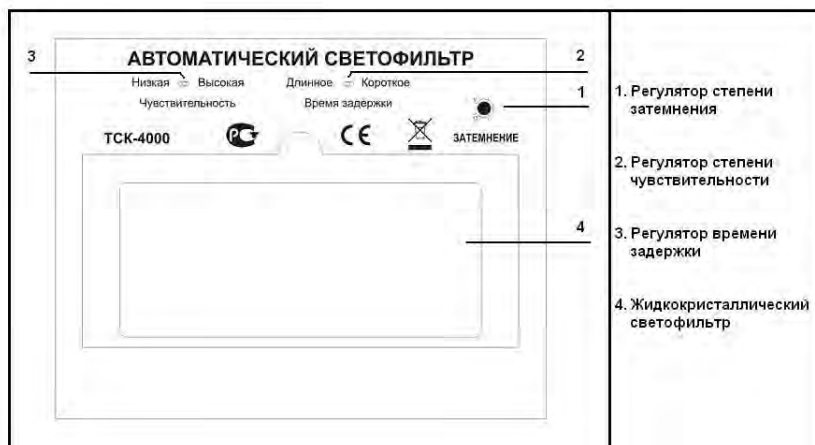 3
АВТОМАТИЧЕСКИЙ СВЕТОФИЛЬТР
2
Низкая Высокая
Длинное Короткое
Чувствительность
Время задержки
1
ТСК-4000
РС
CE
ЗАТЕМНЕНИЕ
4
1. Регулятор степени
затемнения
2. Регулятор степени
чувствительности
3. Регулятор времени
задержки
4. Жидкокристаллический
светофильтр